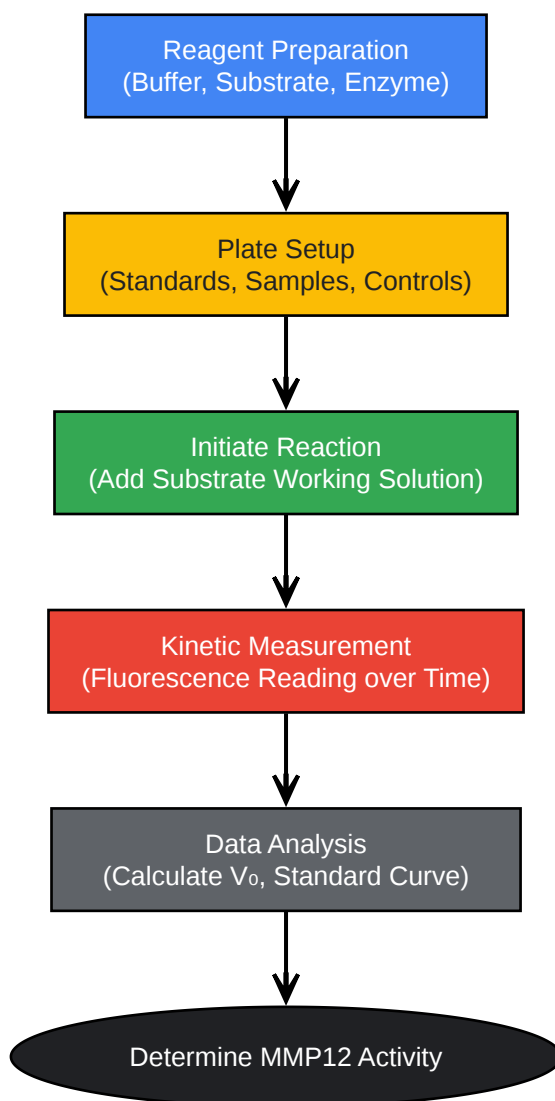 Reagent Preparation
(Buffer, Substrate, Enzyme)
Plate Setup
(Standards, Samples, Controls)
Initiate Reaction
(Add Substrate Working Solution)
Kinetic Measurement
(Fluorescence Reading over Time)
Data Analysis
(Calculate V₀, Standard Curve)
Determine MMP12 Activity